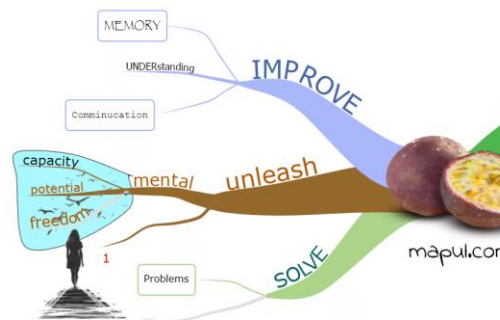 MEMORY
UNDERstanding
Comminucation
IMPROVE
capacity
potential
freedom
mental
unleash
1
Problems
SOLVE
mapul.com